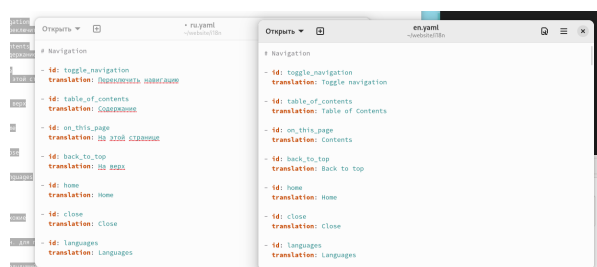 Открыть
• ru.yaml
~/website/i18n
# Navigation
- id: toggle_navigation
translation: Переключить навигацию
- id: table_of_contents
translation: Содержание
- id: on_this_page
translation: На этой странице
- id: back_to_top
translation: На верх
- id: home
translation: Home
- id: close
translation: Close
- id: languages
translation: Languages
Открыть
en.yaml
~/website/i18n
# Navigation
- id: toggle_navigation
translation: Toggle navigation
- id: table_of_contents
translation: Table of Contents
- id: on_this_page
translation: Contents
- id: back_to_top
translation: Back to top
- id: home
translation: Home
- id: close
translation: Close
- id: languages
translation: Languages